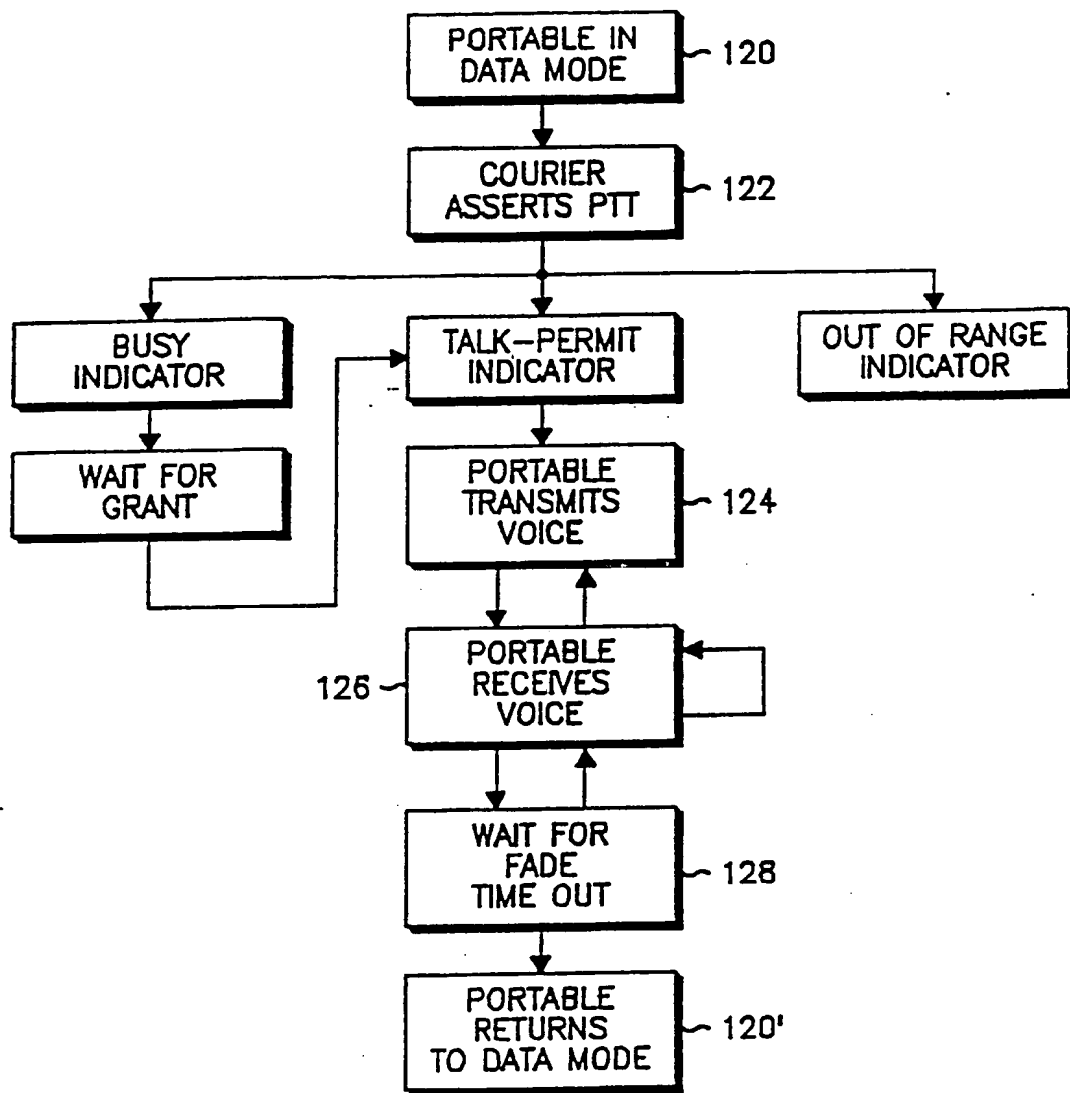 PORTABLE IN
DATA MODE
120
COURIER
ASSERTS PTT
122
BUSY
INDICATOR
TALK-PERMIT
INDICATOR
OUT OF RANGE
INDICATOR
WAIT FOR
GRANT
PORTABLE
TRANSMITS
VOICE
124
126
PORTABLE
RECEIVES
VOICE
WAIT FOR
FADE
TIME OUT
128
PORTABLE
RETURNS
TO DATA MODE
120'